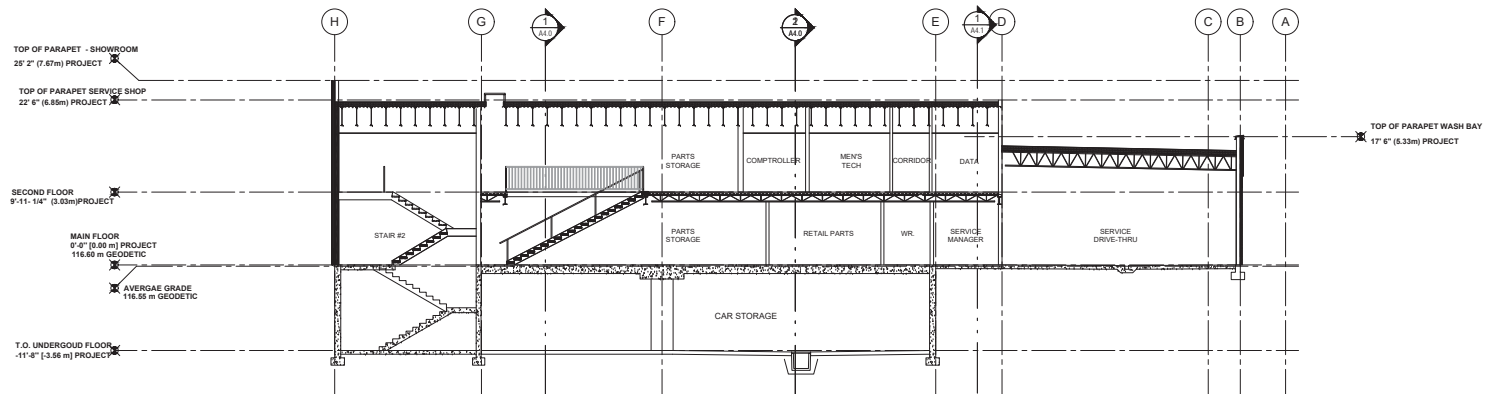 H
G
1
A4.0
F
2
A4.0
E
1
A4.1
D
C
B
A
TOP OF PARAPET - SHOWROOM
25' 2" (7.67m) PROJECT
TOP OF PARAPET SERVICE SHOP
22' 6" (6.85m) PROJECT
TOP OF PARAPET WASH BAY
17' 6" (5.33m) PROJECT
PARTS
STORAGE
COMPTROLLER
MEN'S
TECH
CORRIDOR
DATA
SECOND FLOOR
9'-11- 1/4" (3.03m)PROJECT
MAIN FLOOR
0'-0" [0.00 m] PROJECT
116.60 m GEODETIC
STAIR #2
PARTS
STORAGE
RETAIL PARTS
WR.
SERVICE
MANAGER
SERVICE
DRIVE-THRU
AVERGAE GRADE
116.55 m GEODETIC
CAR STORAGE
T.O. UNDERGOUD FLOOR
-11'-8" [-3.56 m] PROJECT